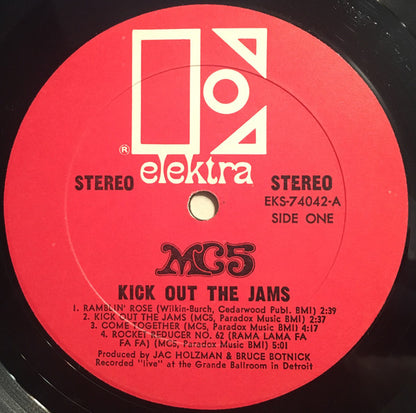 ®
elektra
STEREO
STEREO
EKS-74042-A
SIDE ONE
MC5
KICK OUT THE JAMS
1. RAMBLIN' ROSE (Wilkin-Burch, Cedarwood Publ. BMI) 2:39
2. KICK OUT THE JAMS (MC5, Paradox Music BMI) 2:37
3. COME TOGETHER (MC5, Paradox Music BMI) 4:17
4. ROCKET REDUCER NO. 62 (RAMA LAMA FA
FA FA) (MC5, Paradox Music BMI) 5:01
Produced by JAC HOLZMAN & BRUCE BOTNICK
Recorded "live" at the Grande Ballroom in Detroit